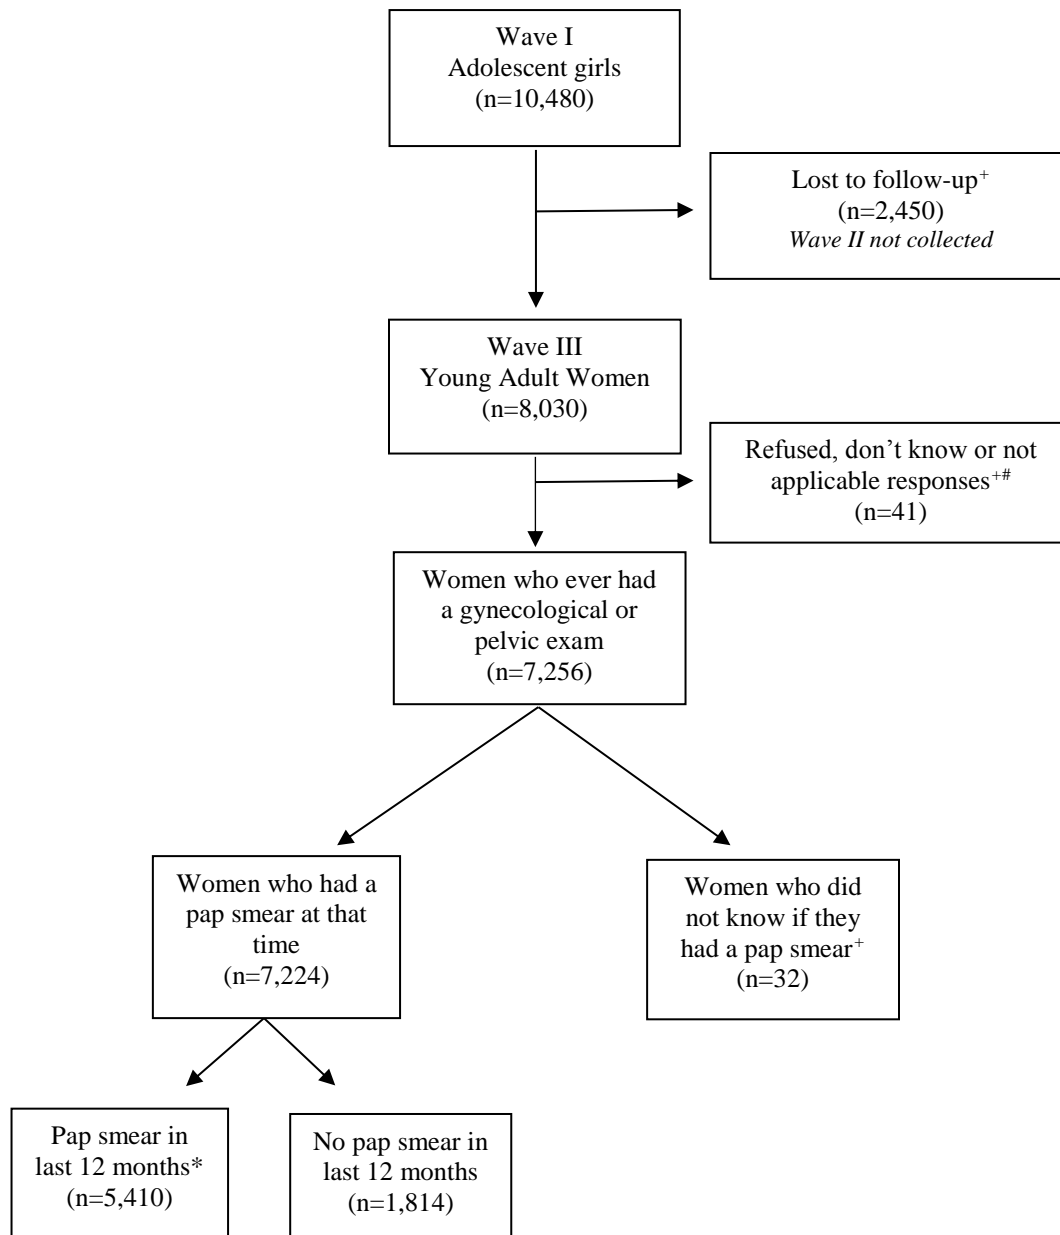 Wave I
Adolescent girls
(n=10,480)
Lost to follow-up+
(n=2,450)
Wave II not collected
Wave III
Young Adult Women
(n=8,030)
Refused, don’t know or not
applicable responses+#
(n=41)
Women who ever had
a gynecological or
pelvic exam
(n=7,256)
Women who had a
pap smear at that
time
(n=7,224)
Women who did
not know if they
had a pap smear+
(n=32)
Pap smear in
last 12 months*
(n=5,410)
No pap smear in
last 12 months
(n=1,814)